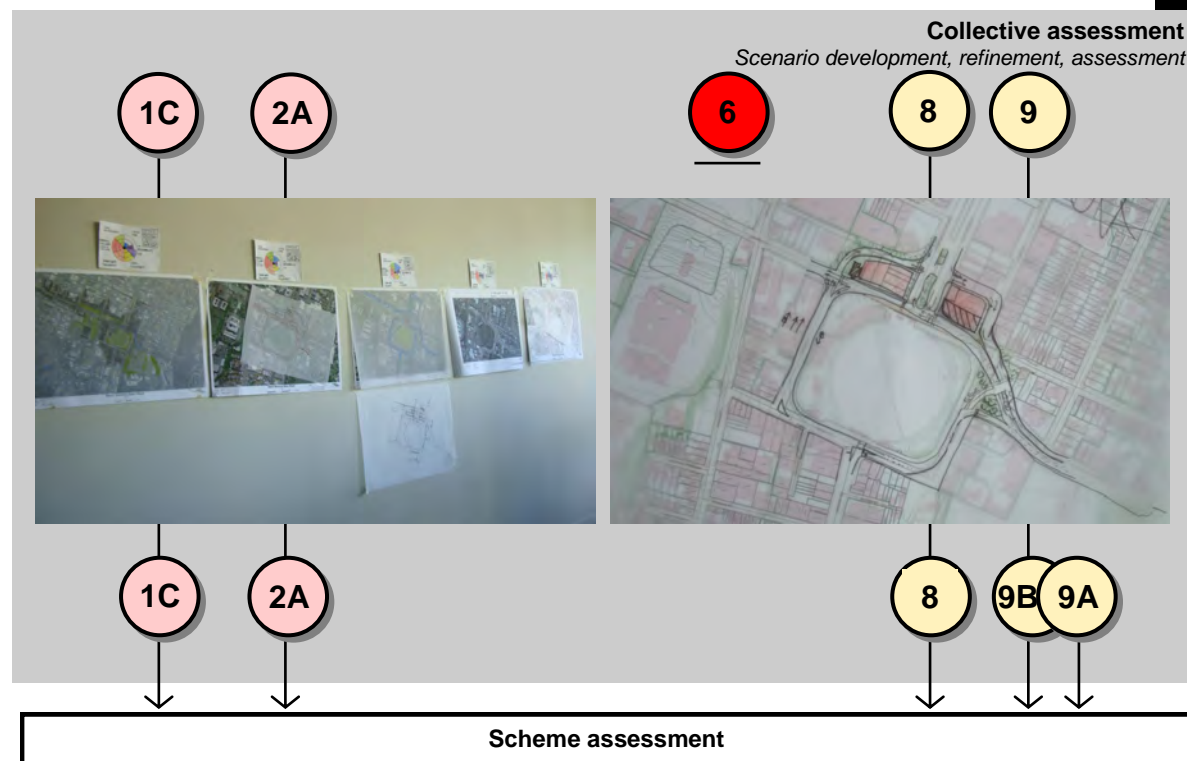 Collective assessment
Scenario development, refinement, assessment
1C 2A 6 8 9
1C 2A 8 9B 9A
Scheme assessment